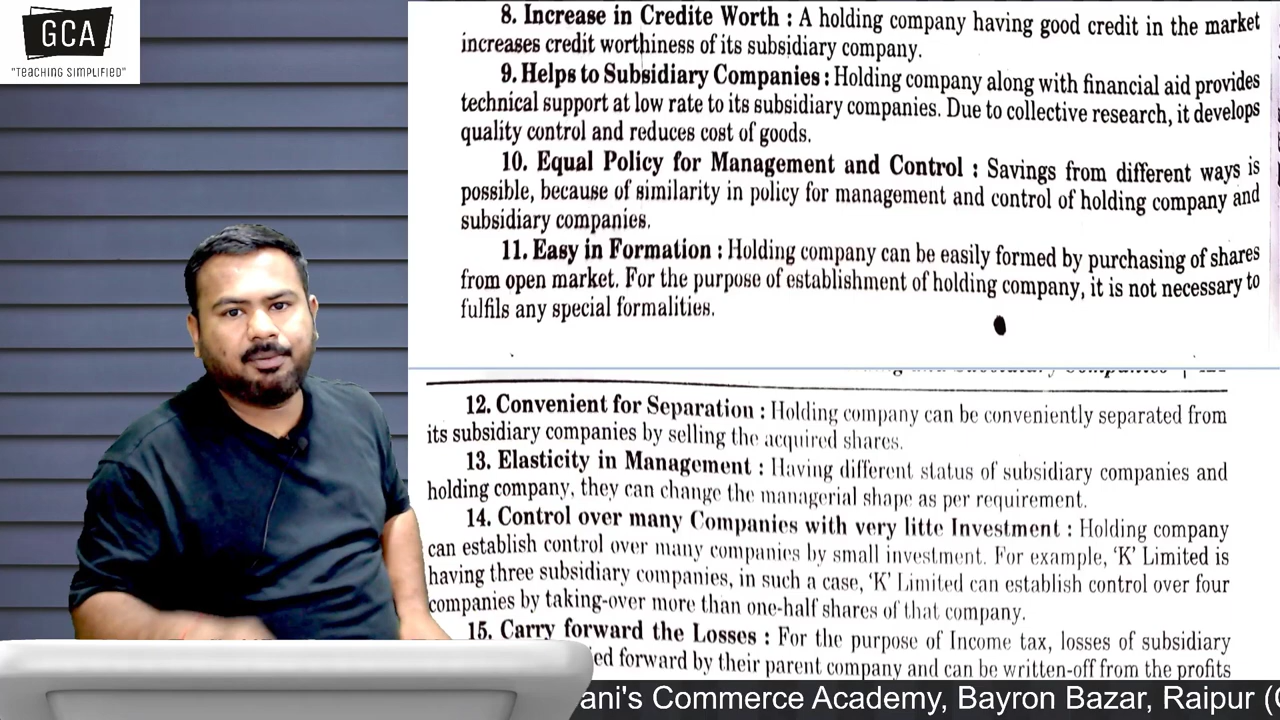 GCA
"TEACHING SIMPLIFIED"
8. Increase in Credite Worth : A holding company having good credit in the market
increases credit worthiness of its subsidiary company.
9. Helps to Subsidiary Companies : Holding company along with financial aid provides
technical support at low rate to its subsidiary companies. Due to collective research, it develops
quality control and reduces cost of goods.
10. Equal Policy for Management and Control : Savings from different ways is
possible, because of similarity in policy for management and control of holding company and
subsidiary companies.
11. Easy in Formation : Holding company can be easily formed by purchasing of shares
from open market. For the purpose of establishment of holding company, it is not necessary to
fulfils any special formalities.
12. Convenient for Separation : Holding company can be conveniently separated from
its subsidiary companies by selling the acquired shares.
13. Elasticity in Management : Having different status of subsidiary companies and
holding company, they can change the managerial shape as per requirement.
14. Control over many Companies with very litte Investment : Holding company
can establish control over many companies by small investment. For example, 'K' Limited is
having three subsidiary companies, in such a case, 'K' Limited can establish control over four
companies by taking-over more than one-half shares of that company.
15. Carry forward the Losses : For the purpose of Income tax, losses of subsidiary
ed forward by their parent company and can be written-off from the profits
ani's Commerce Academy, Bayron Bazar, Raipur (